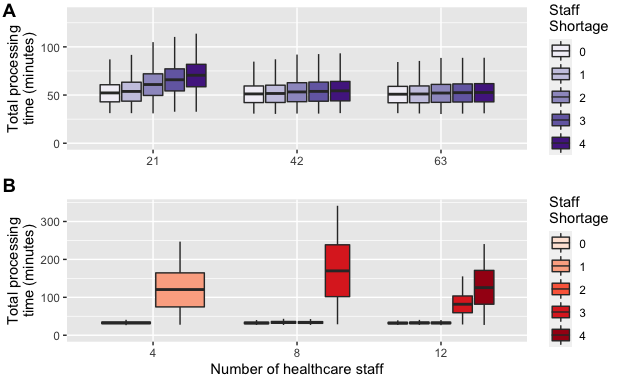 A
Total processing
time (minutes)
100
50
0
21
42
63
Staff
Shortage
0
1
2
3
4
B
Total processing
time (minutes)
300
200
100
0
4
8
12
Number of healthcare staff
Staff
Shortage
0
1
2
3
4